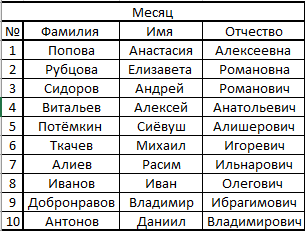 Месяц
№ Фамилия Имя Отчество
1 Попова Анастасия Алексеевна
2 Рубцова Елизавета Романовна
3 Сидоров Андрей Романович
4 Витальев Алексей Анатольевич
5 Потёмкин Сиёвуш Алишерович
6 Ткачев Михаил Игоревич
7 Алиев Расим Ильнарович
8 Иванов Иван Олегович
9 Добронравов Владимир Ибрагимович
10 Антонов Даниил Владимирович